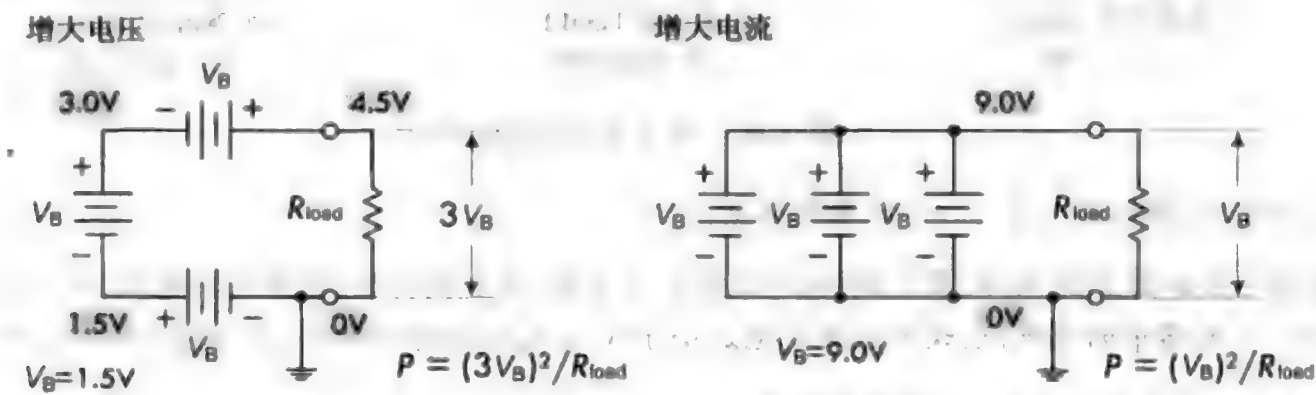 增大电压
V_B
3.0V
-
+
4.5V
+
V_B
-
R_load
3V_B
1.5V
+
V_B
-
0V
V_B=1.5V
P = (3V_B)²/R_load
增大电流
9.0V
+
+
+
V_B
V_B
V_B
R_load
V_B
-
-
-
0V
V_B=9.0V
P = (V_B)²/R_load